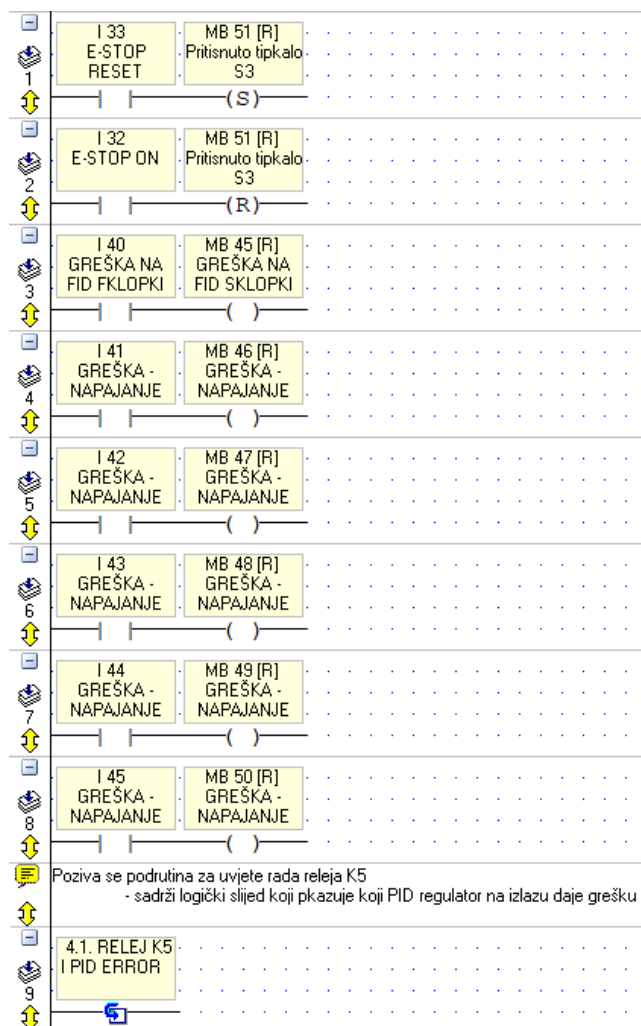 I 33 MB 51 [R]
E-STOP Pritisnuto tipkalo
RESET S3
1
(S)
I 32 MB 51 [R]
E-STOP ON Pritisnuto tipkalo
S3
2
(R)
I 40 MB 45 [R]
GREŠKA NA GREŠKA NA
FID FKLOPKI FID SKLOPKI
3
( )
I 41 MB 46 [R]
GREŠKA - GREŠKA -
NAPAJANJE NAPAJANJE
4
( )
I 42 MB 47 [R]
GREŠKA - GREŠKA -
NAPAJANJE NAPAJANJE
5
( )
I 43 MB 48 [R]
GREŠKA - GREŠKA -
NAPAJANJE NAPAJANJE
6
( )
I 44 MB 49 [R]
GREŠKA - GREŠKA -
NAPAJANJE NAPAJANJE
7
( )
I 45 MB 50 [R]
GREŠKA - GREŠKA -
NAPAJANJE NAPAJANJE
8
( )
Poziva se podrutina za uvjete rada releja K5
- sadrži logički slijed koji pkazuje koji PID regulator na izlazu daje grešku
4.1. RELEJ K5
I PID ERROR
9